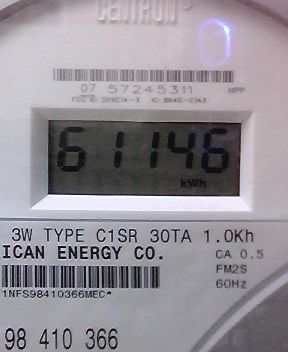 CENTRON
07 57245311
61146
kWh
3W TYPE C1SR 30TA 1.0Kh
ICAN ENERGY CO. CA 0.5
FM2S
60Hz
1NFS98410366MEC*
98 410 366